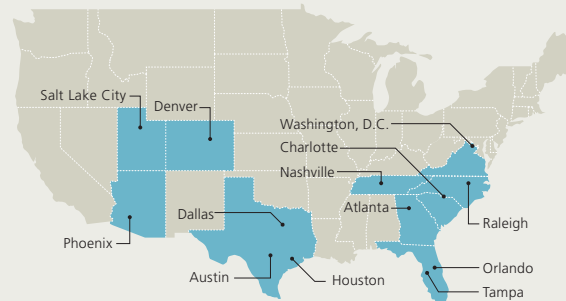 Salt Lake City
Denver
Washington, D.C.
Charlotte
Nashville
Atlanta
Dallas
Raleigh
Phoenix
Orlando
Austin
Houston
Tampa